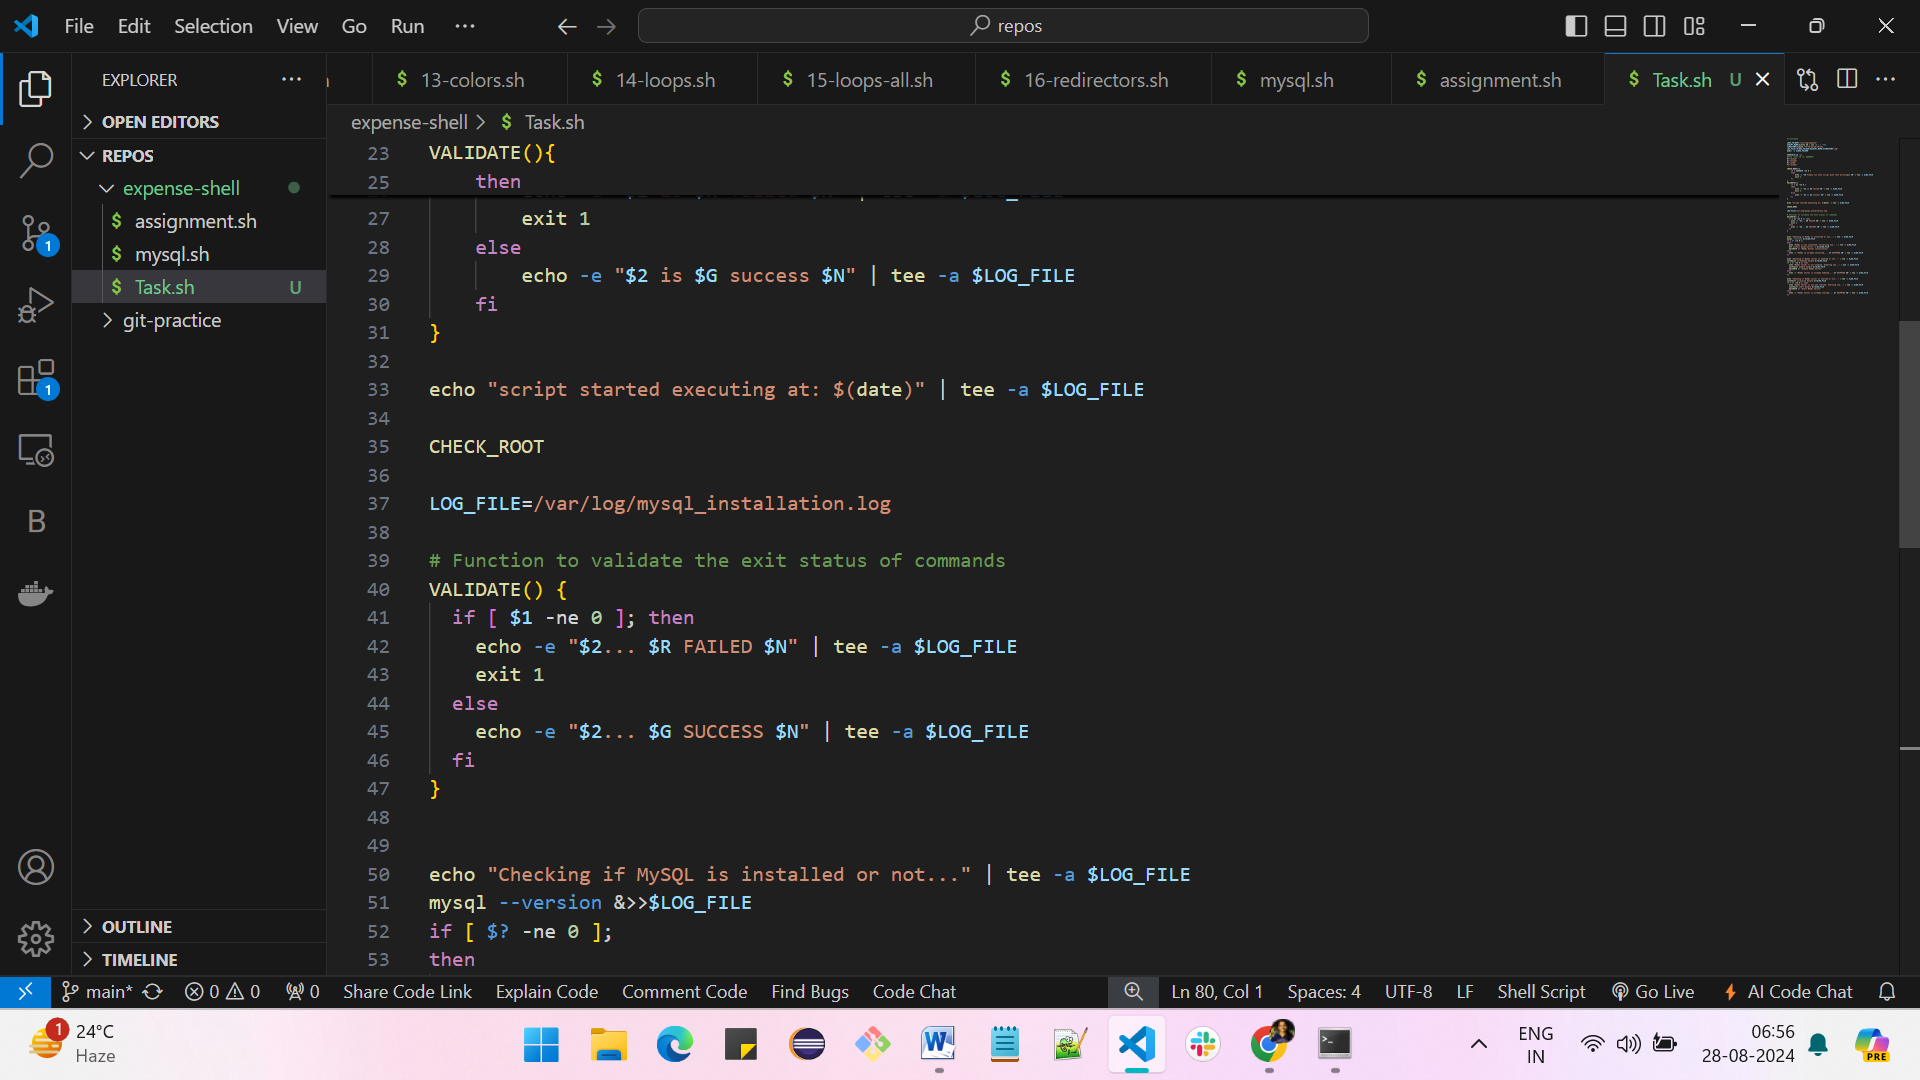 File Edit Selection View Go Run ··· repos
EXPLORER ···
$ 13-colors.sh $ 14-loops.sh $ 15-loops-all.sh $ 16-redirectors.sh $ mysql.sh $ assignment.sh $ Task.sh U
OPEN EDITORS
REPOS
expense-shell
$ assignment.sh
$ mysql.sh
$ Task.sh U
git-practice
OUTLINE
TIMELINE
1
1
B
expense-shell > $ Task.sh
23 VALIDATE(){
25 then
27 exit 1
28 else
29 echo -e "$2 is $G success $N" | tee -a $LOG_FILE
30 fi
31 }
32
33 echo "script started executing at: $(date)" | tee -a $LOG_FILE
34
35 CHECK_ROOT
36
37 LOG_FILE=/var/log/mysql_installation.log
38
39 # Function to validate the exit status of commands
40 VALIDATE() {
41 if [ $1 -ne 0 ]; then
42 echo -e "$2... $R FAILED $N" | tee -a $LOG_FILE
43 exit 1
44 else
45 echo -e "$2... $G SUCCESS $N" | tee -a $LOG_FILE
46 fi
47 }
48
49
50 echo "Checking if MySQL is installed or not..." | tee -a $LOG_FILE
51 mysql --version &>>$LOG_FILE
52 if [ $? -ne 0 ];
53 then
main* 0 0 0 Share Code Link Explain Code Comment Code Find Bugs Code Chat Ln 80, Col 1 Spaces: 4 UTF-8 LF Shell Script Go Live AI Code Chat
1 24°C
Haze
W
PRE
ENG
IN
06:56
28-08-2024